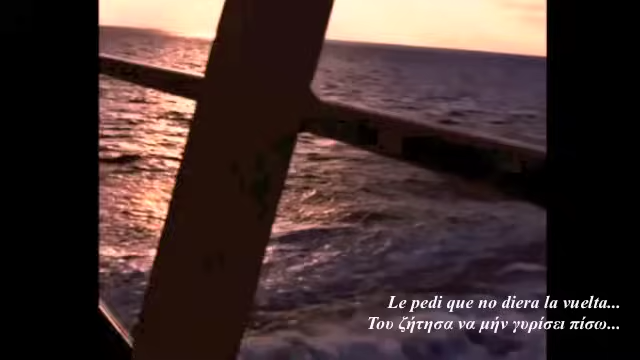 Le pedi que no diera la vuelta...
Του ζήτησα να μήν γυρίσει πίσω...